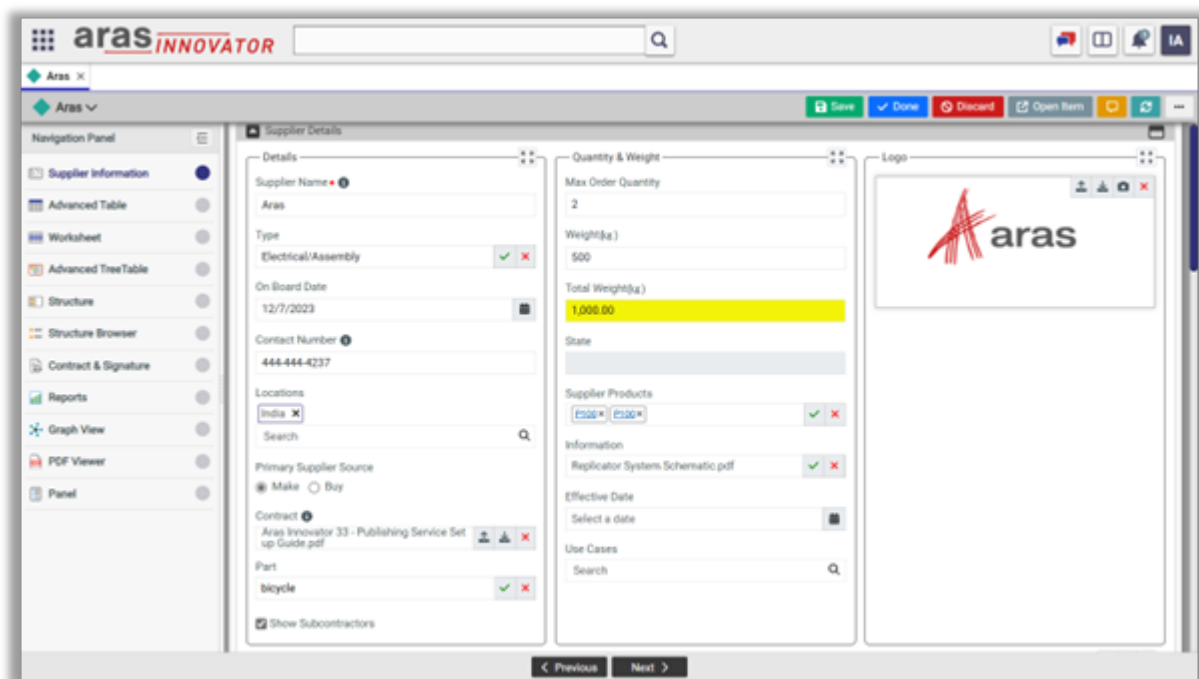 aras INNOVATOR
IA
Aras ×
Aras
Save
Done
Discard
Open Item
Navigation Panel
Supplier Information
Advanced Table
Worksheet
Advanced TreeTable
Structure
Structure Browser
Contract & Signature
Reports
Graph View
PDF Viewer
Panel
Supplier Details
Details
Supplier Name
Aras
Type
Electrical/Assembly
On Board Date
12/7/2023
Contact Number
444-444-4237
Locations
India ×
Search
Primary Supplier Source
Make
Buy
Contract
Aras Innovator 33 - Publishing Service Set
up Guide.pdf
Part
bicycle
Show Subcontractors
Quantity & Weight
Max Order Quantity
2
Weight(kg.)
500
Total Weight(kg.)
1,000.00
State
Supplier Products
P100× P100×
Information
Replicator System Schematic.pdf
Effective Date
Select a date
Use Cases
Search
Logo
aras
Previous
Next